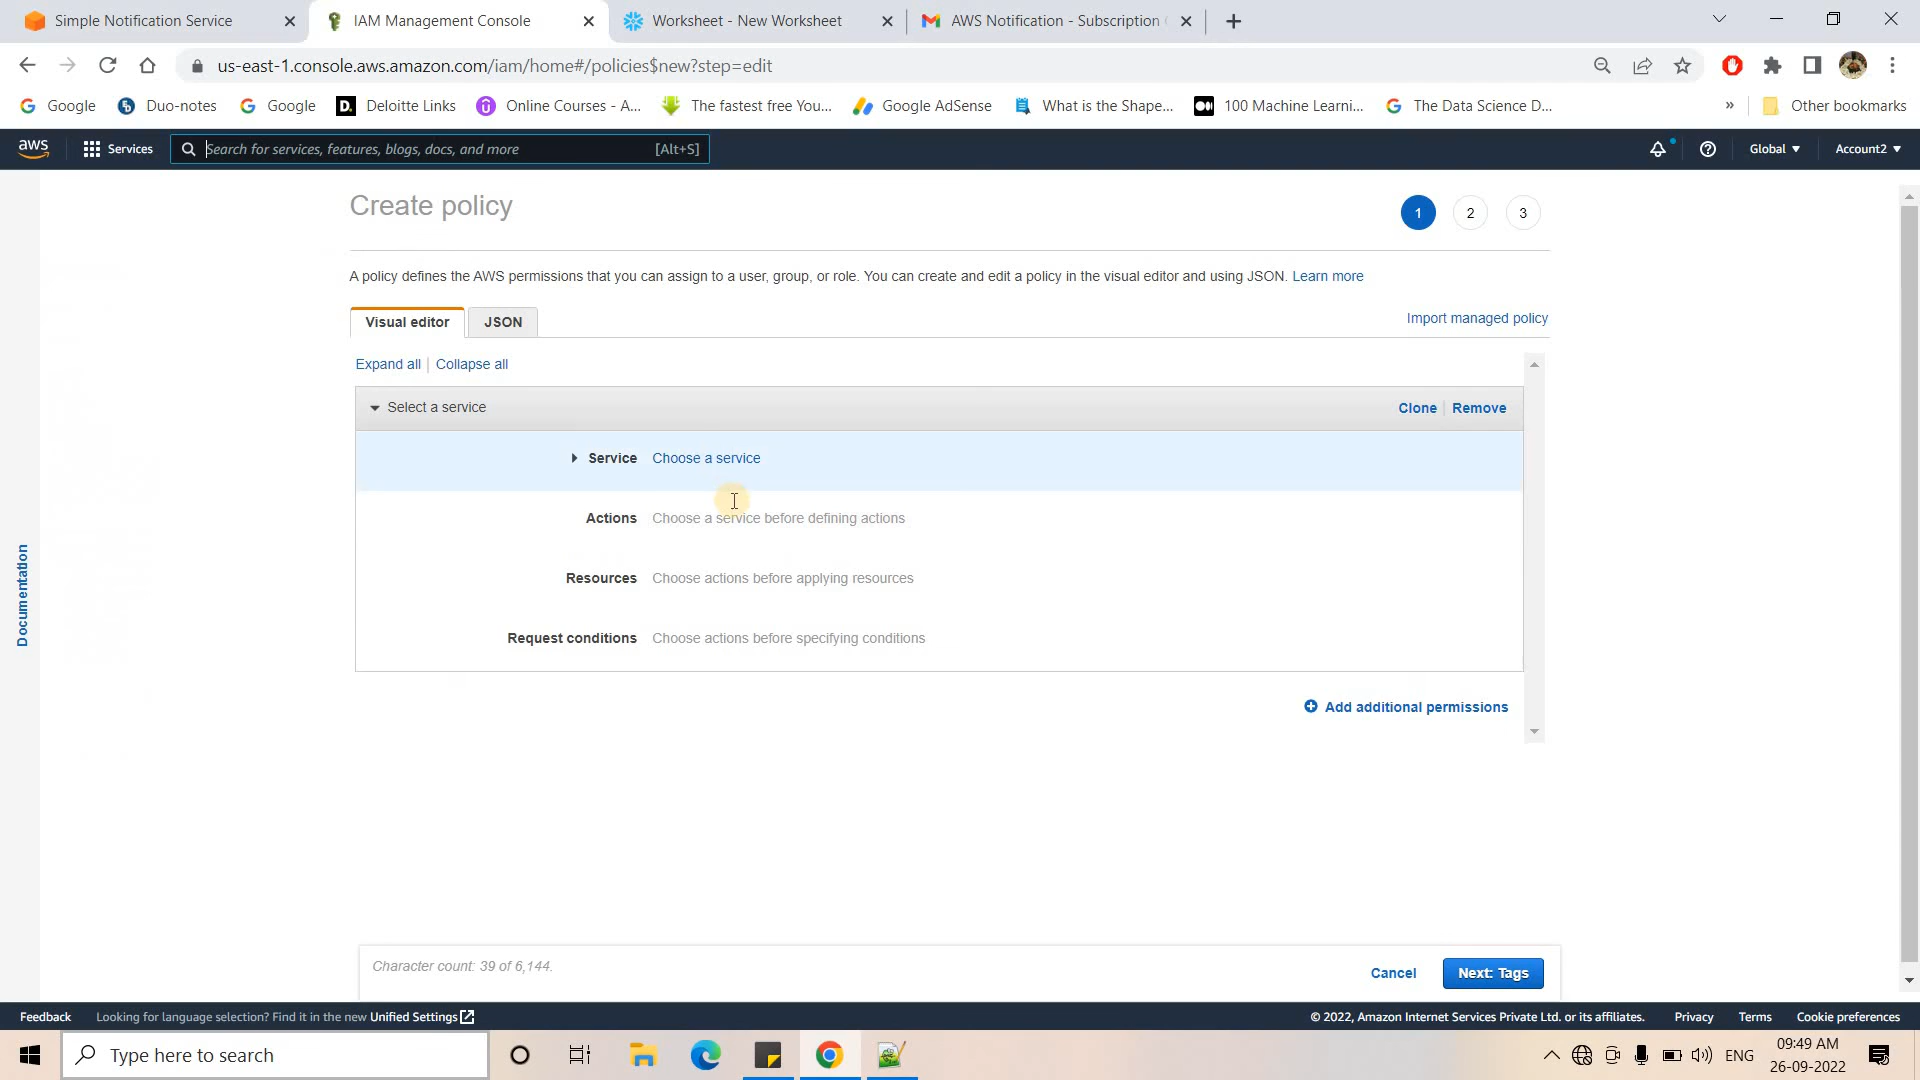 Simple Notification Service
IAM Management Console
Worksheet - New Worksheet
AWS Notification - Subscription
us-east-1.console.aws.amazon.com/iam/home#/policies$new?step=edit
Google
Duo-notes
Google
Deloitte Links
Online Courses - A...
The fastest free You...
Google AdSense
What is the Shape...
100 Machine Learni...
The Data Science D...
»
Other bookmarks
aws
Services
Search for services, features, blogs, docs, and more
[Alt+S]
Global
Account2
Create policy
1
2
3
A policy defines the AWS permissions that you can assign to a user, group, or role. You can create and edit a policy in the visual editor and using JSON. Learn more
Visual editor
JSON
Import managed policy
Expand all | Collapse all
Select a service
Clone | Remove
Service Choose a service
Actions Choose a service before defining actions
Resources Choose actions before applying resources
Request conditions Choose actions before specifying conditions
Add additional permissions
Documentation
Character count: 39 of 6,144.
Cancel
Next: Tags
Feedback
Looking for language selection? Find it in the new Unified Settings
© 2022, Amazon Internet Services Private Ltd. or its affiliates.
Privacy
Terms
Cookie preferences
Type here to search
ENG
09:49 AM
26-09-2022